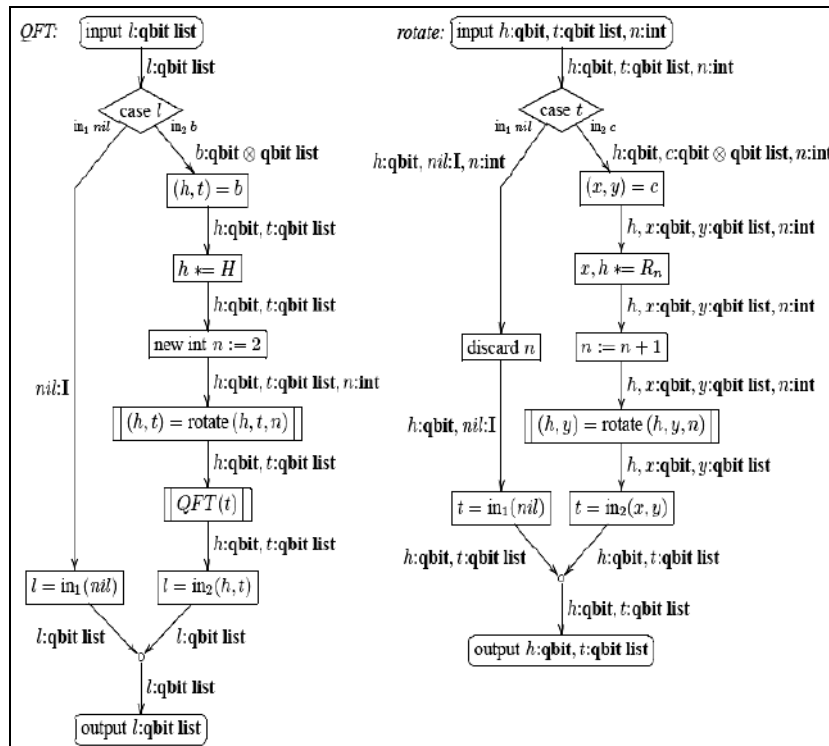 QFT: input l:qbit list
l:qbit list
case l
in₁ nil
in₂ b
b:qbit ⊗ qbit list
(h, t) = b
h:qbit, t:qbit list
h *= H
h:qbit, t:qbit list
new int n := 2
nil:I
h:qbit, t:qbit list, n:int
(h, t) = rotate (h, t, n)
h:qbit, t:qbit list
QFT(t)
h:qbit, t:qbit list
l = in₁(nil)
l = in₂(h, t)
l:qbit list
l:qbit list
l:qbit list
output l:qbit list
rotate: input h:qbit, t:qbit list, n:int
h:qbit, t:qbit list, n:int
case t
in₁ nil
in₂ c
h:qbit, nil:I, n:int
h:qbit, c:qbit ⊗ qbit list, n:int
(x, y) = c
h, x:qbit, y:qbit list, n:int
x, h *= Rₙ
h, x:qbit, y:qbit list, n:int
discard n
n := n + 1
h, x:qbit, y:qbit list, n:int
h:qbit, nil:I
(h, y) = rotate (h, y, n)
h, x:qbit, y:qbit list
t = in₁(nil)
t = in₂(x, y)
h:qbit, t:qbit list
h:qbit, t:qbit list
h:qbit, t:qbit list
output h:qbit, t:qbit list